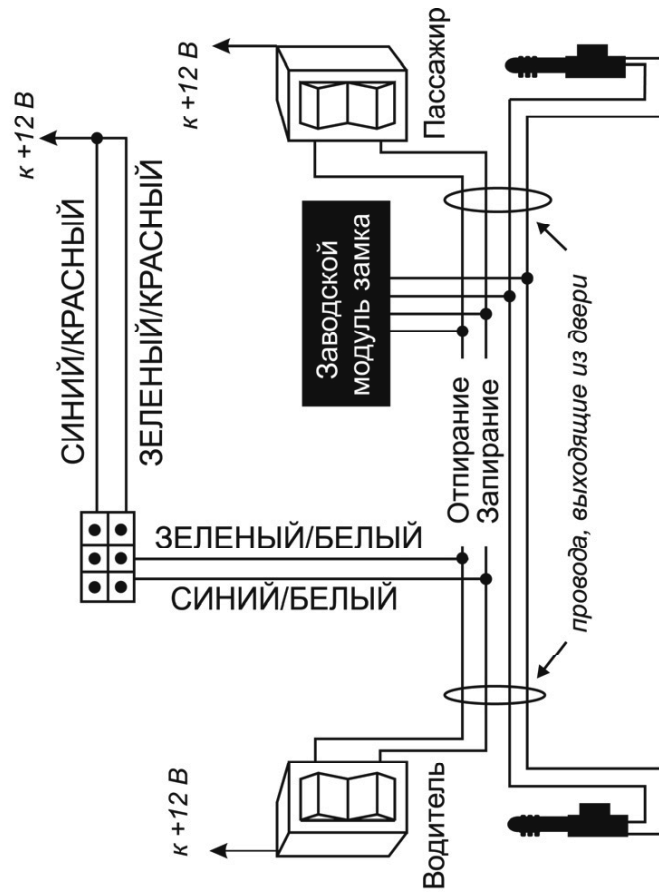 к +12 В
СИНИЙ/КРАСНЫЙ
ЗЕЛЕНЫЙ/КРАСНЫЙ
к +12 В
Пассажир
Заводской
модуль замка
ЗЕЛЕНЫЙ/БЕЛЫЙ
СИНИЙ/БЕЛЫЙ
Отпирание
Запирание
провода, выходящие из двери
к +12 В
Водитель